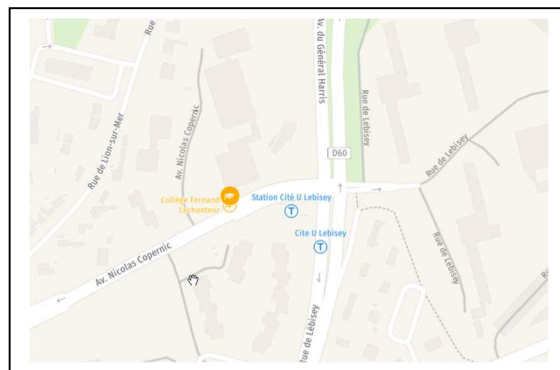 Rue
Av. du Général Harris
Rue de Lion-sur-Mer
Av. Nicolas Copernic
Rue de Lebisey
D60
Rue de Lebisey
Collège Fernand
Lechanteur
Station Cité U Lebisey
T
Cite U Lebisey
T
Av. Nicolas Copernic
Rue de Lebisey
Rue de Lébisey